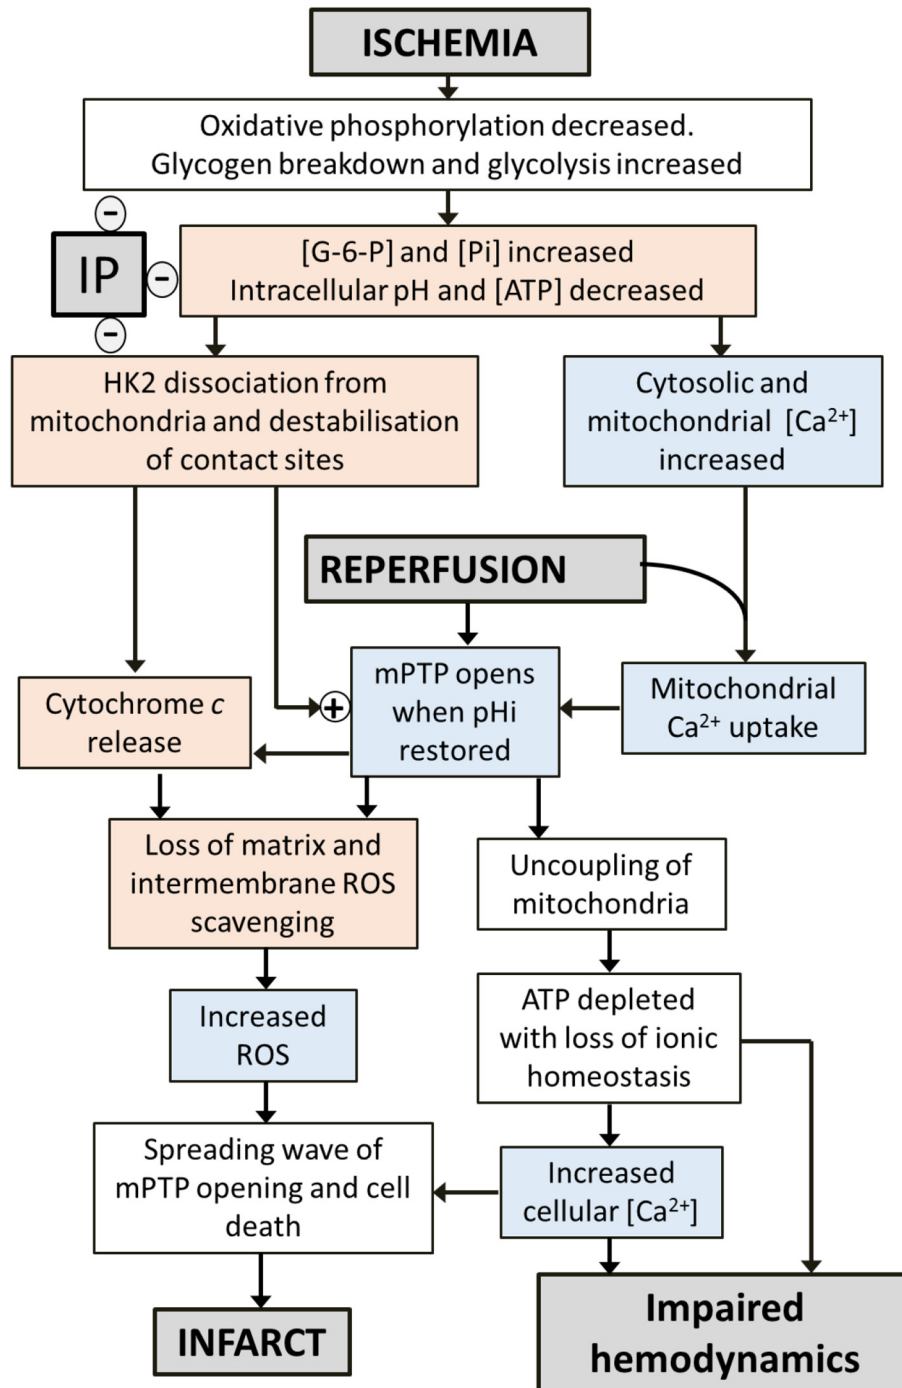 ISCHEMIA
Oxidative phosphorylation decreased.
Glycogen breakdown and glycolysis increased
−
IP
−
−
[G-6-P] and [Pi] increased
Intracellular pH and [ATP] decreased
HK2 dissociation from
mitochondria and destabilisation
of contact sites
Cytosolic and
mitochondrial [Ca²⁺]
increased
REPERFUSION
mPTP opens
when pHi
restored
+
Mitochondrial
Ca²⁺ uptake
Cytochrome c
release
Loss of matrix and
intermembrane ROS
scavenging
Uncoupling of
mitochondria
Increased
ROS
ATP depleted
with loss of ionic
homeostasis
Spreading wave of
mPTP opening and cell
death
Increased
cellular [Ca²⁺]
INFARCT
Impaired
hemodynamics